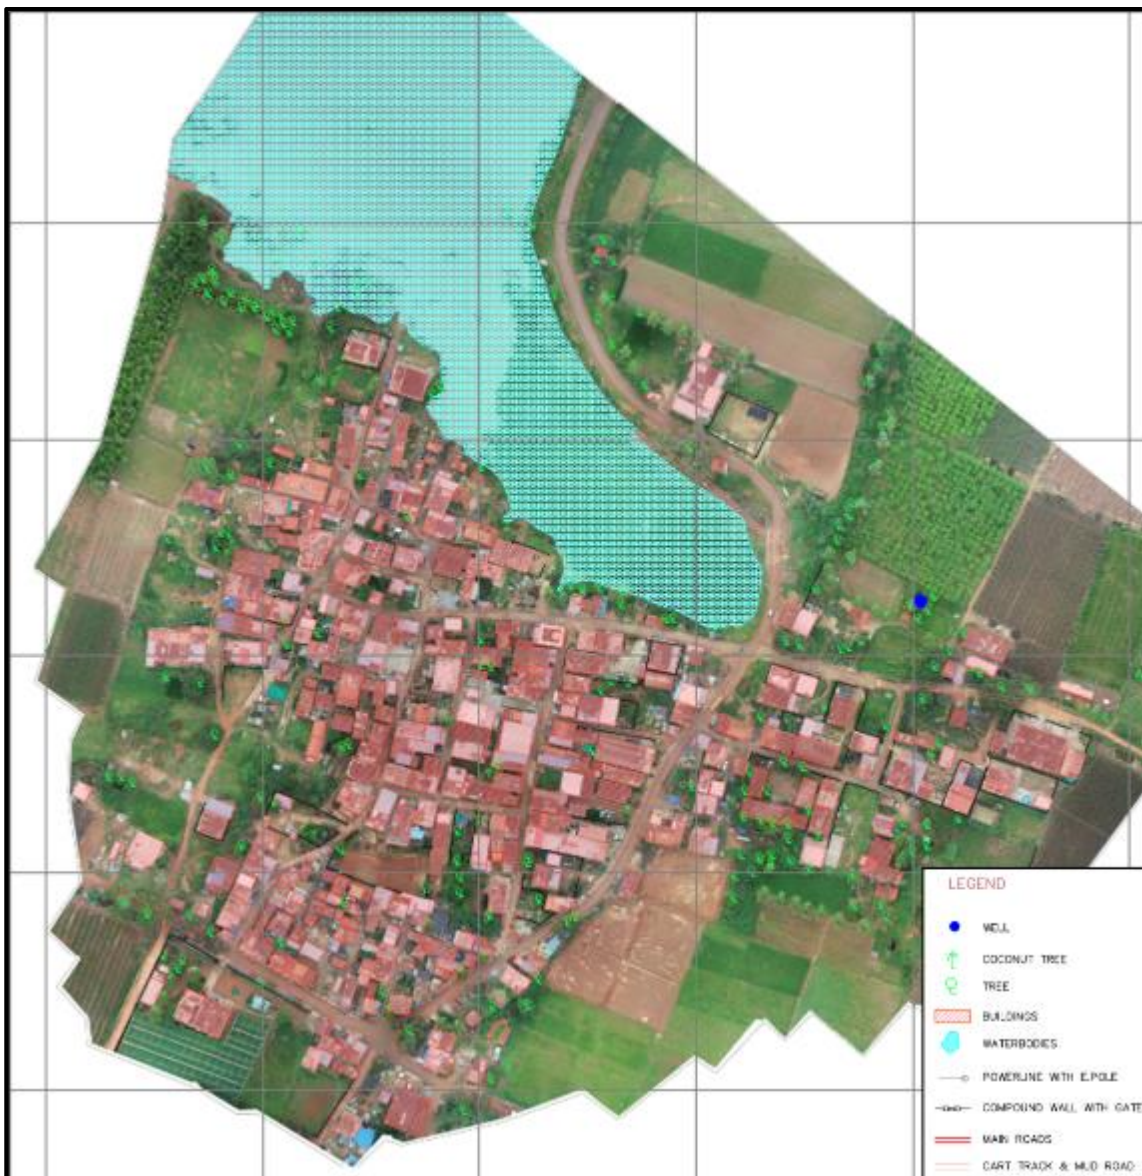 LEGEND
WELL
COCONUT TREE
TREE
BUILDINGS
WATERBODIES
POWERLINE WITH E.POLE
COMPOUND WALL WITH GATE
MAIN ROADS
CART TRACK & MUD ROAD